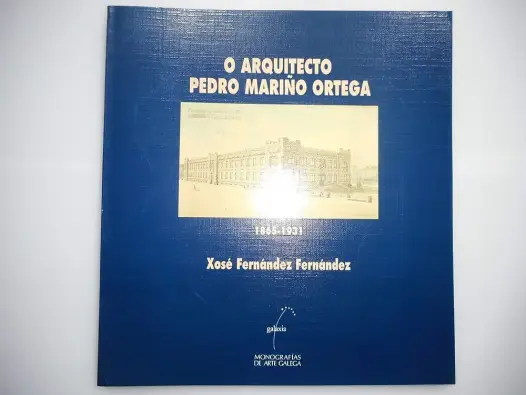 O ARQUITECTO
PEDRO MARIÑO ORTEGA
1865-1931
Xosé Fernández Fernández
galaxia
MONOGRAFÍAS
DE ARTE GALEGA